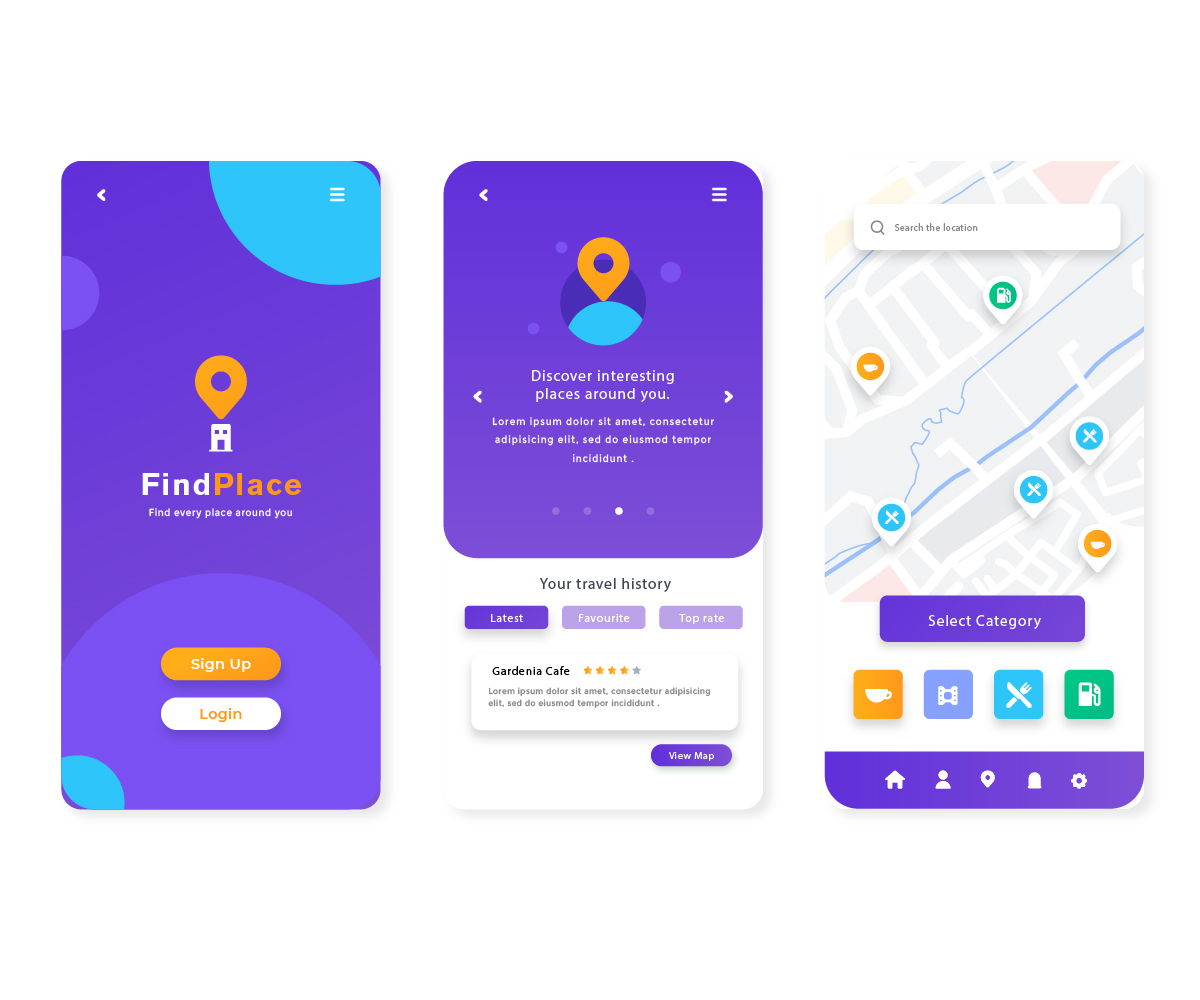 FindPlace
Find every place around you
Sign Up
Login
Discover interesting
places around you.
Lorem ipsum dolor sit amet, consectetur
adipisicing elit, sed do eiusmod tempor
incididunt .
Your travel history
Latest
Favourite
Top rate
Gardenia Cafe
Lorem ipsum dolor sit amet, consectetur adipisicing
elit, sed do eiusmod tempor incididunt .
View Map
Search the location
Select Category